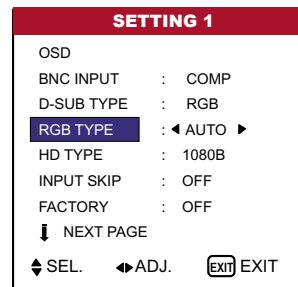 SETTING 1
OSD
BNC INPUT : COMP
D-SUB TYPE : RGB
RGB TYPE : AUTO
HD TYPE : 1080B
INPUT SKIP : OFF
FACTORY : OFF
NEXT PAGE
SEL. ADJ. EXIT EXIT